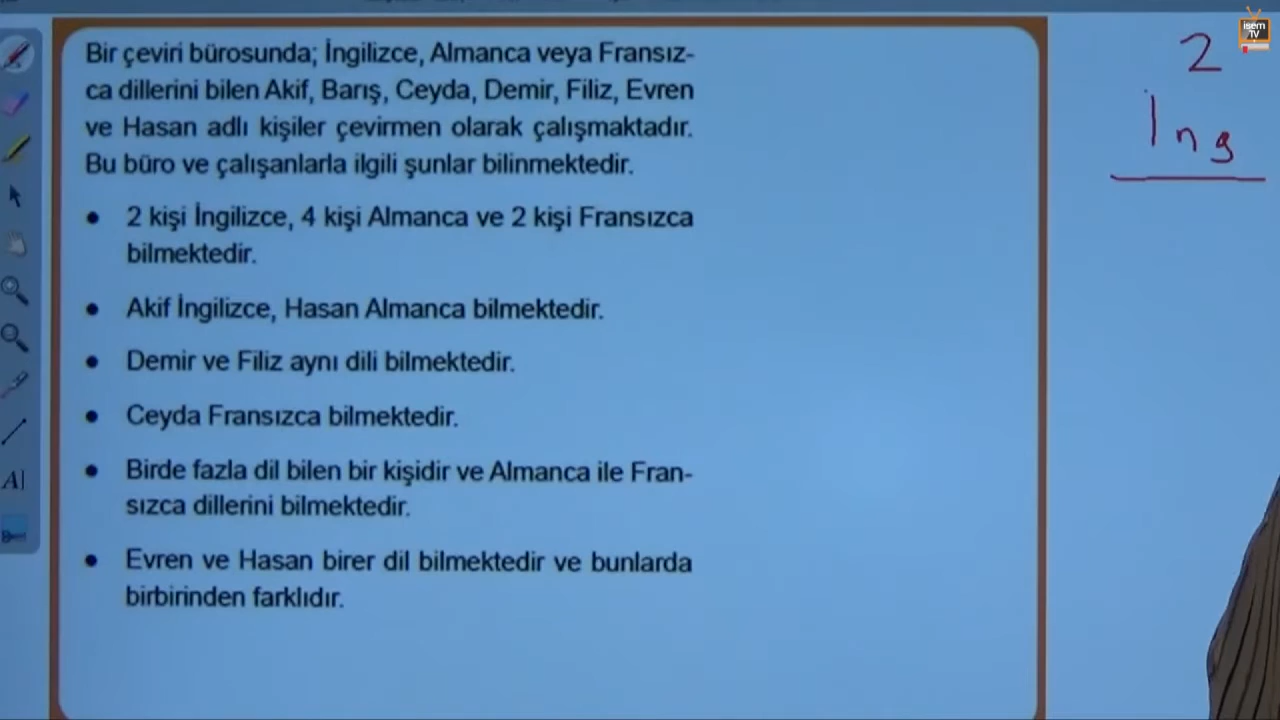 Bir çeviri bürosunda; İngilizce, Almanca veya Fransız-
ca dillerini bilen Akif, Barış, Ceyda, Demir, Filiz, Evren
ve Hasan adlı kişiler çevirmen olarak çalışmaktadır.
Bu büro ve çalışanlarla ilgili şunlar bilinmektedir.
• 2 kişi İngilizce, 4 kişi Almanca ve 2 kişi Fransızca
bilmektedir.
• Akif İngilizce, Hasan Almanca bilmektedir.
• Demir ve Filiz aynı dili bilmektedir.
• Ceyda Fransızca bilmektedir.
• Birde fazla dil bilen bir kişidir ve Almanca ile Fran-
sızca dillerini bilmektedir.
• Evren ve Hasan birer dil bilmektedir ve bunlarda
birbirinden farklıdır.
2
İng
isem
TV
A